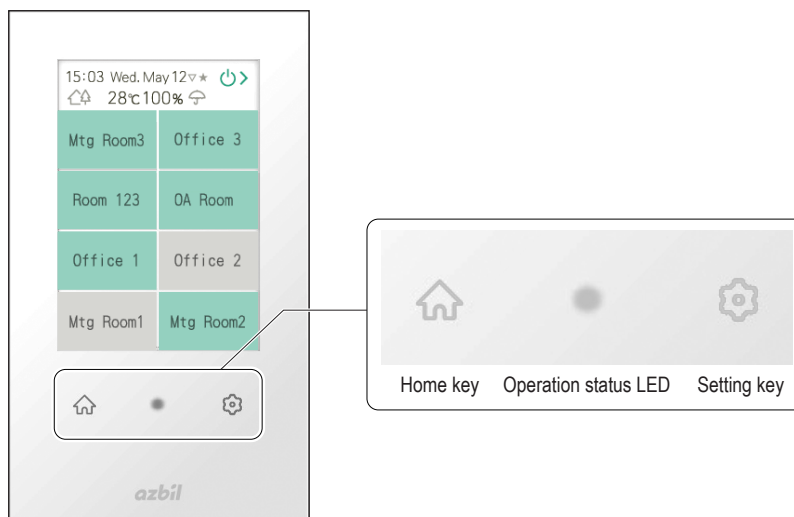 15:03 Wed. May 12▽★
28℃100%
Mtg Room3 Office 3
Room 123 OA Room
Office 1 Office 2
Mtg Room1 Mtg Room2
Home key Operation status LED Setting key
azbil